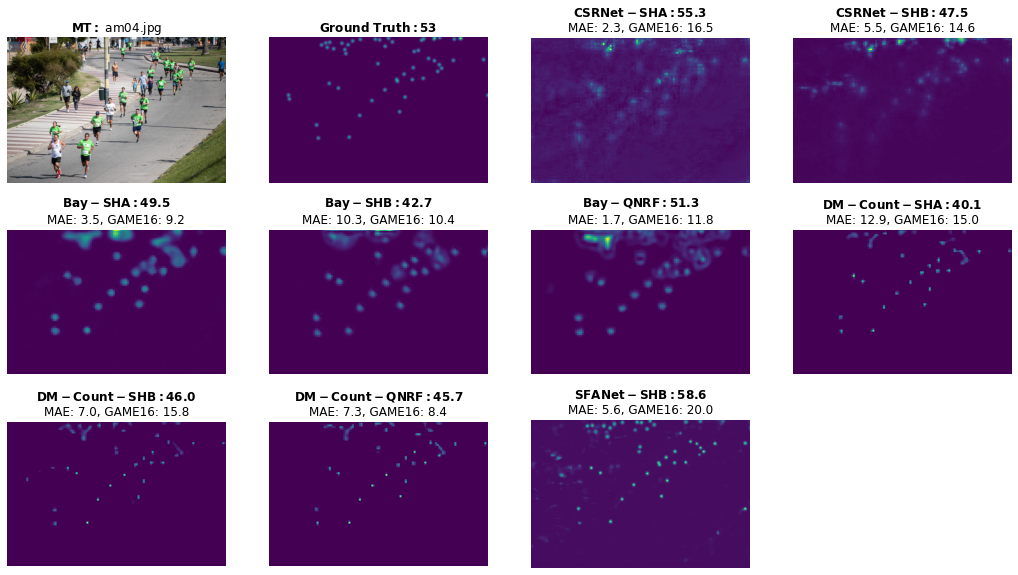 MT: am04.jpg
Ground Truth:53
CSRNet-SHA:55.3
MAE: 2.3, GAME16: 16.5
CSRNet-SHB:47.5
MAE: 5.5, GAME16: 14.6
Bay-SHA:49.5
MAE: 3.5, GAME16: 9.2
Bay-SHB:42.7
MAE: 10.3, GAME16: 10.4
Bay-QNRF:51.3
MAE: 1.7, GAME16: 11.8
DM-Count-SHA:40.1
MAE: 12.9, GAME16: 15.0
DM-Count-SHB:46.0
MAE: 7.0, GAME16: 15.8
DM-Count-QNRF:45.7
MAE: 7.3, GAME16: 8.4
SFANet-SHB:58.6
MAE: 5.6, GAME16: 20.0